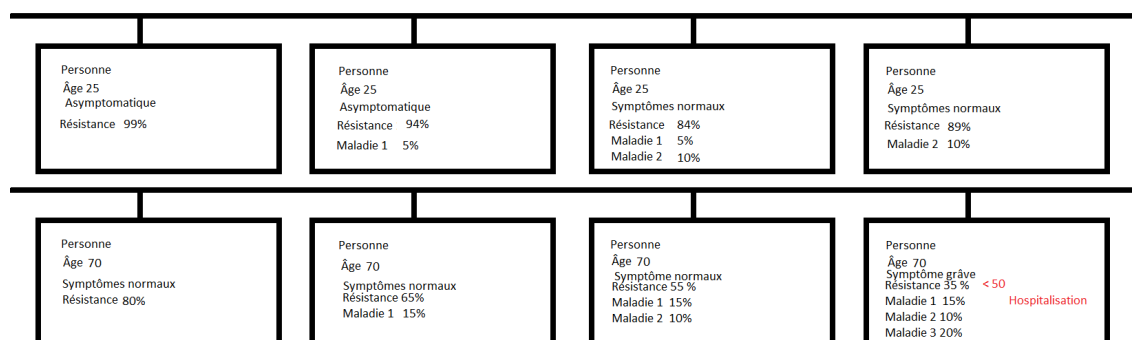 Personne
Âge 25
Asymptomatique
Résistance 99%
Personne
Âge 25
Asymptomatique
Résistance 94%
Maladie 1 5%
Personne
Âge 25
Symptômes normaux
Résistance 84%
Maladie 1 5%
Maladie 2 10%
Personne
Âge 25
Symptômes normaux
Résistance 89%
Maladie 2 10%
Personne
Âge 70
Symptômes normaux
Résistance 80%
Personne
Âge 70
Symptômes normaux
Résistance 65%
Maladie 1 15%
Personne
Âge 70
Symptôme normaux
Résistance 55 %
Maladie 1 15%
Maladie 2 10%
Personne
Âge 70
Symptôme grâve
Résistance 35 % < 50
Hospitalisation
Maladie 1 15%
Maladie 2 10%
Maladie 3 20%